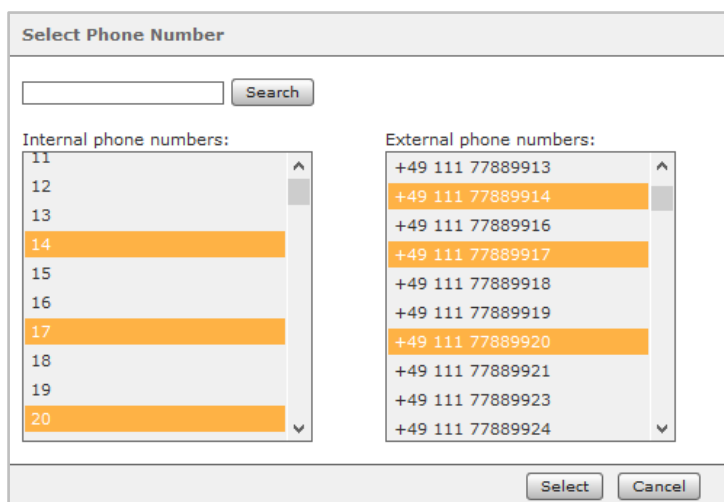 Select Phone Number
Search
Internal phone numbers:
11
12
13
14
15
16
17
18
19
20
External phone numbers:
+49 111 77889913
+49 111 77889914
+49 111 77889916
+49 111 77889917
+49 111 77889918
+49 111 77889919
+49 111 77889920
+49 111 77889921
+49 111 77889923
+49 111 77889924
Select Cancel